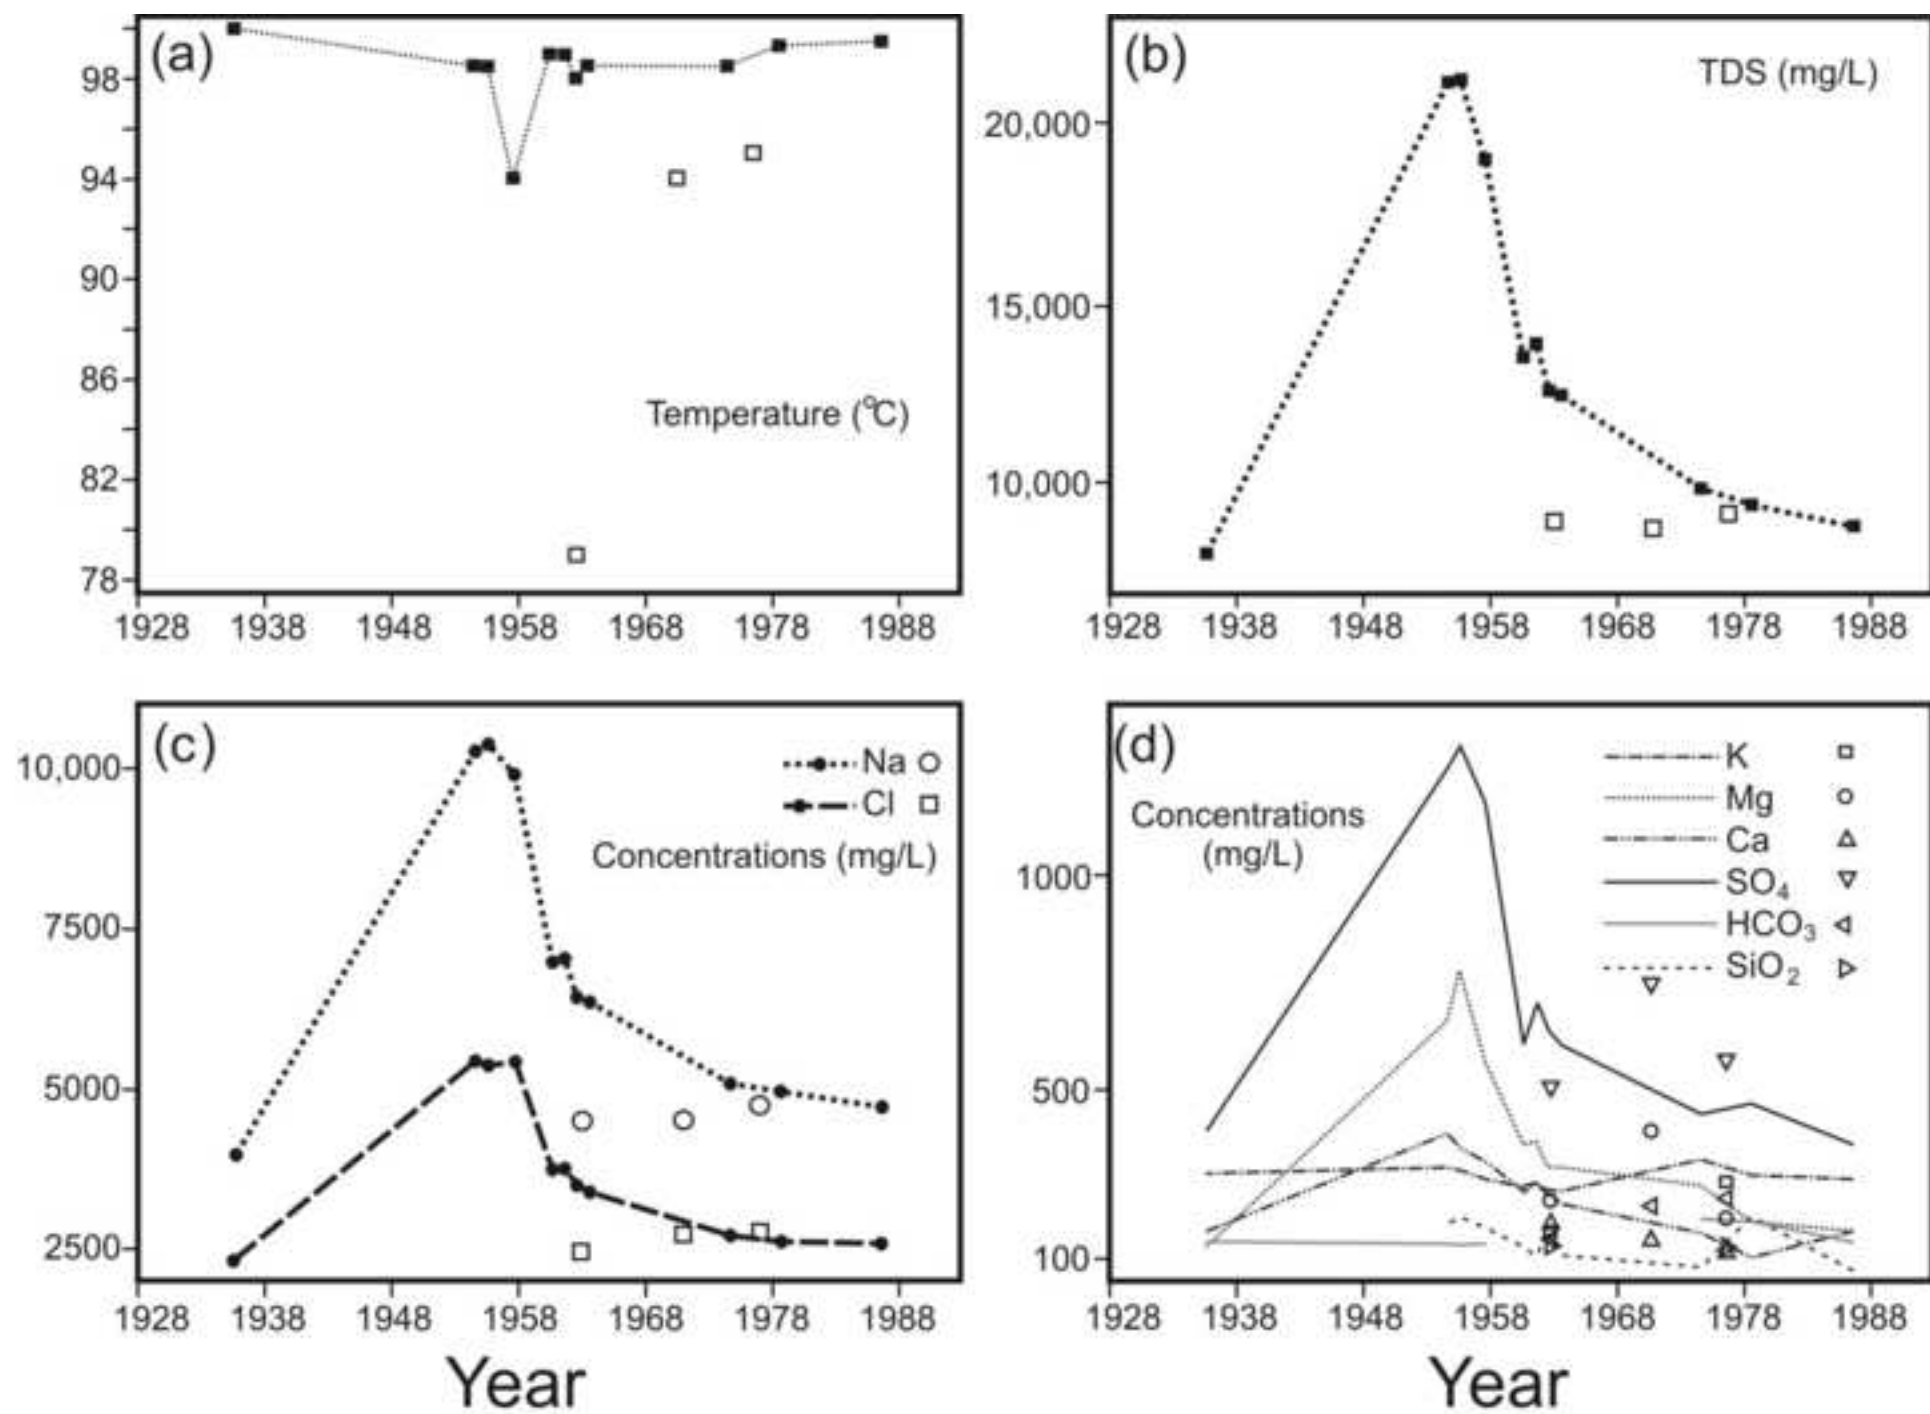 (a)
98
94
90
86
82
78
Temperature (°C)
1928 1938 1948 1958 1968 1978 1988
(b)
TDS (mg/L)
20,000
15,000
10,000
1928 1938 1948 1958 1968 1978 1988
(c)
Na
Cl
Concentrations (mg/L)
10,000
7500
5000
2500
1928 1938 1948 1958 1968 1978 1988
Year
(d)
Concentrations
(mg/L)
K
Mg
Ca
SO₄
HCO₃
SiO₂
1000
500
100
1928 1938 1948 1958 1968 1978 1988
Year